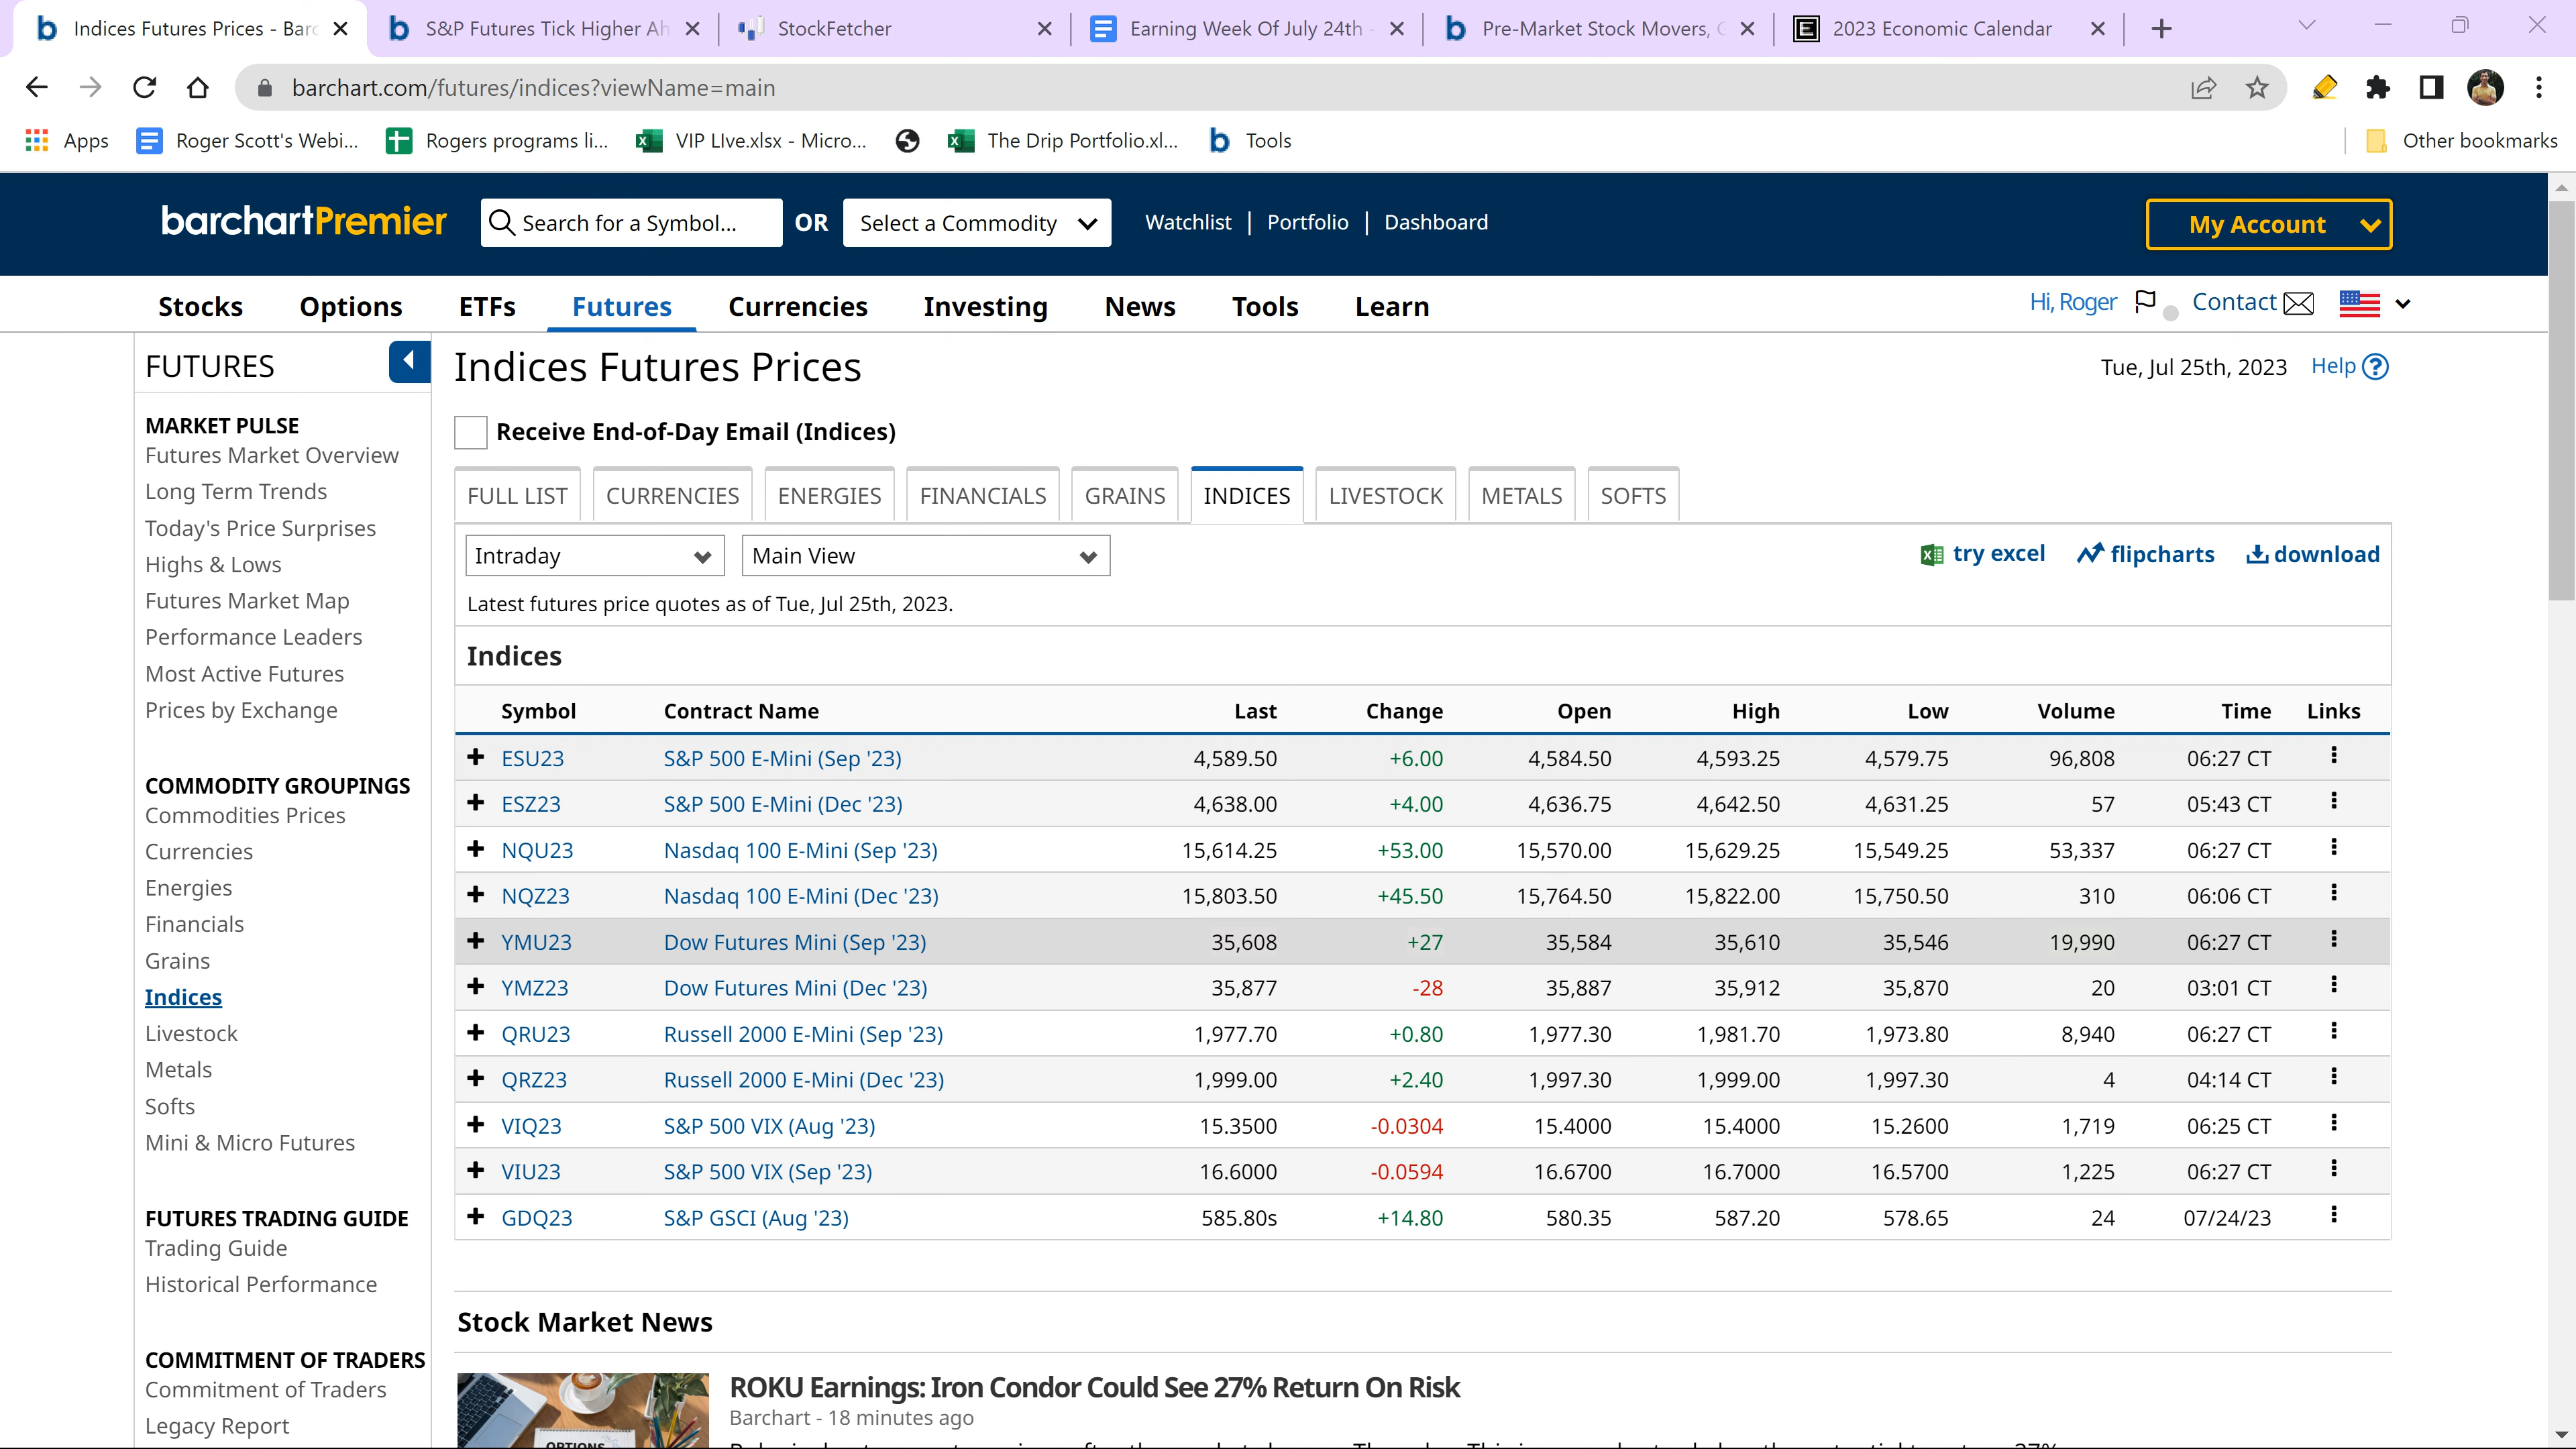 Indices Futures Prices - Barc
S&P Futures Tick Higher Ah
StockFetcher
Earning Week Of July 24th -
Pre-Market Stock Movers, G
2023 Economic Calendar
barchart.com/futures/indices?viewName=main
Apps
Roger Scott's Webi...
Rogers programs li...
VIP LIve.xlsx - Micro...
The Drip Portfolio.xl...
Tools
Other bookmarks
barchartPremier
Search for a Symbol...
OR
Select a Commodity
Watchlist | Portfolio | Dashboard
My Account
Stocks Options ETFs Futures Currencies Investing News Tools Learn
Hi, Roger
Contact
FUTURES
MARKET PULSE
Futures Market Overview
Long Term Trends
Today's Price Surprises
Highs & Lows
Futures Market Map
Performance Leaders
Most Active Futures
Prices by Exchange
COMMODITY GROUPINGS
Commodities Prices
Currencies
Energies
Financials
Grains
Indices
Livestock
Metals
Softs
Mini & Micro Futures
FUTURES TRADING GUIDE
Trading Guide
Historical Performance
COMMITMENT OF TRADERS
Commitment of Traders
Legacy Report
Indices Futures Prices
Tue, Jul 25th, 2023 Help ?
Receive End-of-Day Email (Indices)
FULL LIST CURRENCIES ENERGIES FINANCIALS GRAINS INDICES LIVESTOCK METALS SOFTS
Intraday
Main View
try excel
flipcharts
download
Latest futures price quotes as of Tue, Jul 25th, 2023.
Indices
Symbol Contract Name Last Change Open High Low Volume Time Links
ESU23 S&P 500 E-Mini (Sep '23) 4,589.50 +6.00 4,584.50 4,593.25 4,579.75 96,808 06:27 CT
ESZ23 S&P 500 E-Mini (Dec '23) 4,638.00 +4.00 4,636.75 4,642.50 4,631.25 57 05:43 CT
NQU23 Nasdaq 100 E-Mini (Sep '23) 15,614.25 +53.00 15,570.00 15,629.25 15,549.25 53,337 06:27 CT
NQZ23 Nasdaq 100 E-Mini (Dec '23) 15,803.50 +45.50 15,764.50 15,822.00 15,750.50 310 06:06 CT
YMU23 Dow Futures Mini (Sep '23) 35,608 +27 35,584 35,610 35,546 19,990 06:27 CT
YMZ23 Dow Futures Mini (Dec '23) 35,877 -28 35,887 35,912 35,870 20 03:01 CT
QRU23 Russell 2000 E-Mini (Sep '23) 1,977.70 +0.80 1,977.30 1,981.70 1,973.80 8,940 06:27 CT
QRZ23 Russell 2000 E-Mini (Dec '23) 1,999.00 +2.40 1,997.30 1,999.00 1,997.30 4 04:14 CT
VIQ23 S&P 500 VIX (Aug '23) 15.3500 -0.0304 15.4000 15.4000 15.2600 1,719 06:25 CT
VIU23 S&P 500 VIX (Sep '23) 16.6000 -0.0594 16.6700 16.7000 16.5700 1,225 06:27 CT
GDQ23 S&P GSCI (Aug '23) 585.80s +14.80 580.35 587.20 578.65 24 07/24/23
Stock Market News
ROKU Earnings: Iron Condor Could See 27% Return On Risk
Barchart - 18 minutes ago
OPTIONS